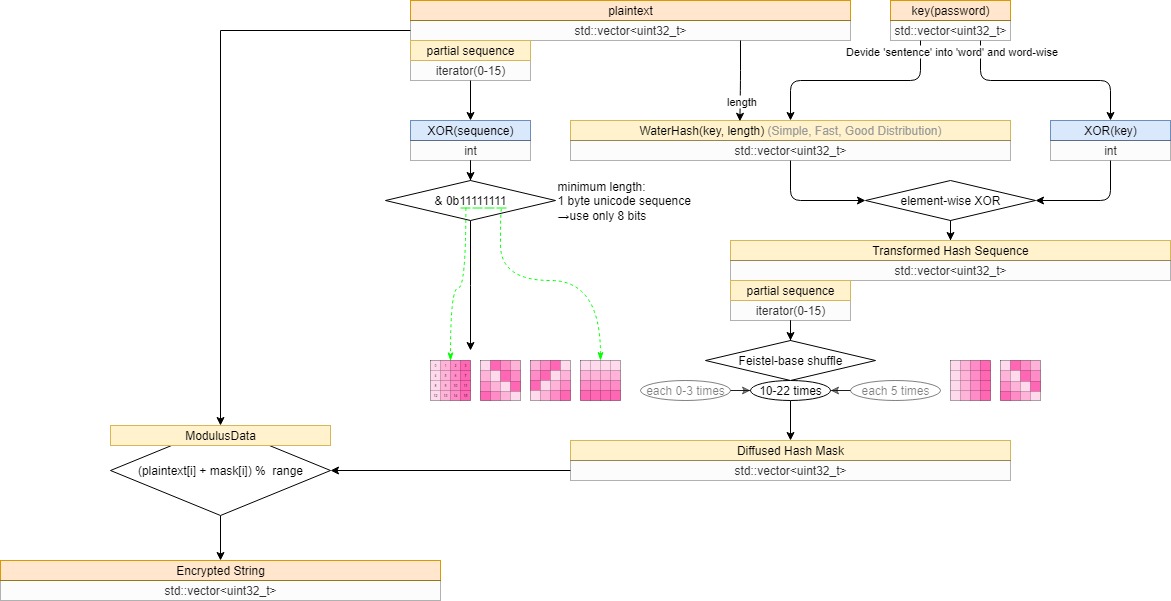 plaintext
std::vector<uint32_t>
key(password)
std::vector<uint32_t>
partial sequence
iterator(0-15)
Devide 'sentence' into 'word' and word-wise
length
XOR(sequence)
int
WaterHash(key, length) (Simple, Fast, Good Distribution)
std::vector<uint32_t>
XOR(key)
int
& 0b11111111
minimum length:
1 byte unicode sequence
→use only 8 bits
element-wise XOR
Transformed Hash Sequence
std::vector<uint32_t>
partial sequence
iterator(0-15)
Feistel-base shuffle
each 0-3 times
10-22 times
each 5 times
ModulusData
(plaintext[i] + mask[i]) % range
Diffused Hash Mask
std::vector<uint32_t>
Encrypted String
std::vector<uint32_t>